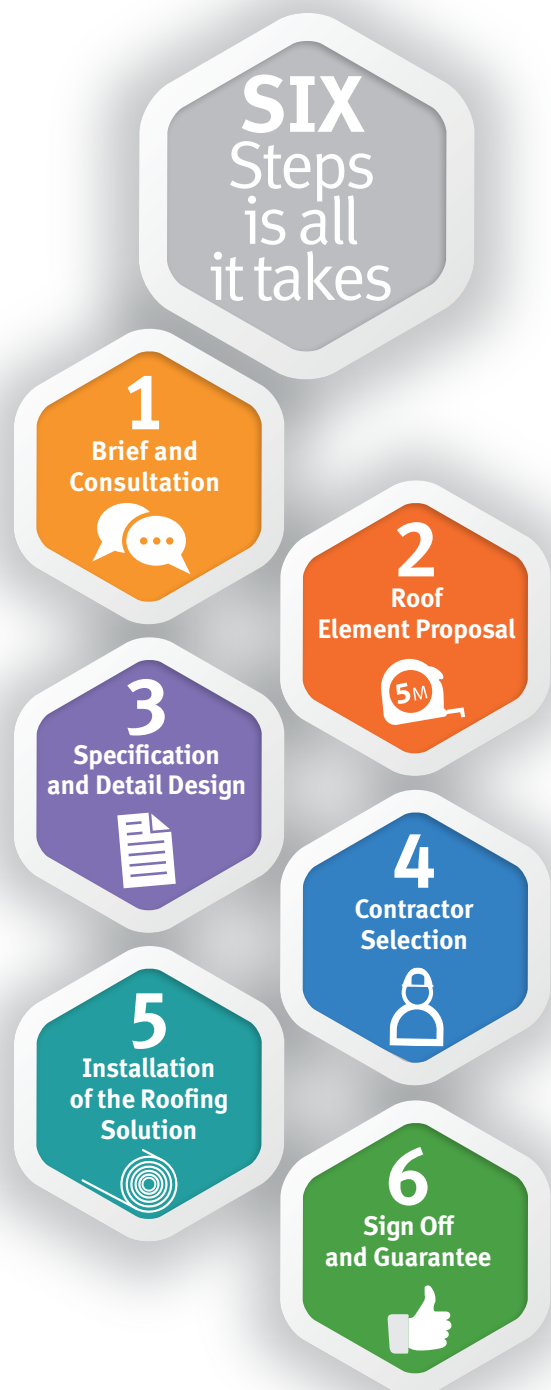 SIX
Steps
is all
it takes
1
Brief and
Consultation
2
Roof
Element Proposal
5M
3
Specification
and Detail Design
4
Contractor
Selection
5
Installation
of the Roofing
Solution
6
Sign Off
and Guarantee